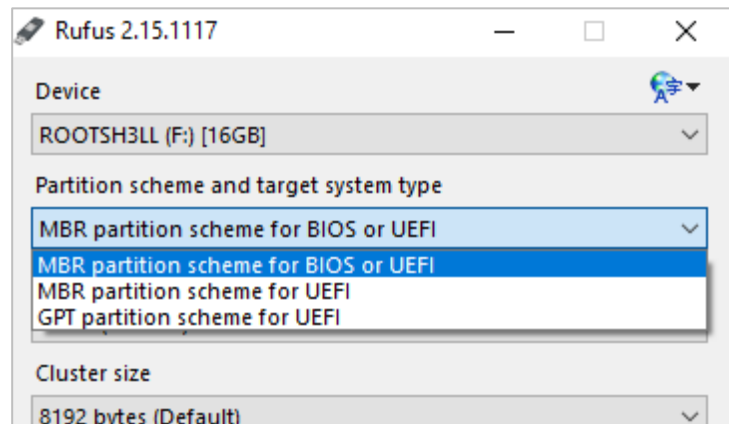 Rufus 2.15.1117
Device
ROOTSH3LL (F:) [16GB]
Partition scheme and target system type
MBR partition scheme for BIOS or UEFI
MBR partition scheme for BIOS or UEFI
MBR partition scheme for UEFI
GPT partition scheme for UEFI
Cluster size
8192 bytes (Default)